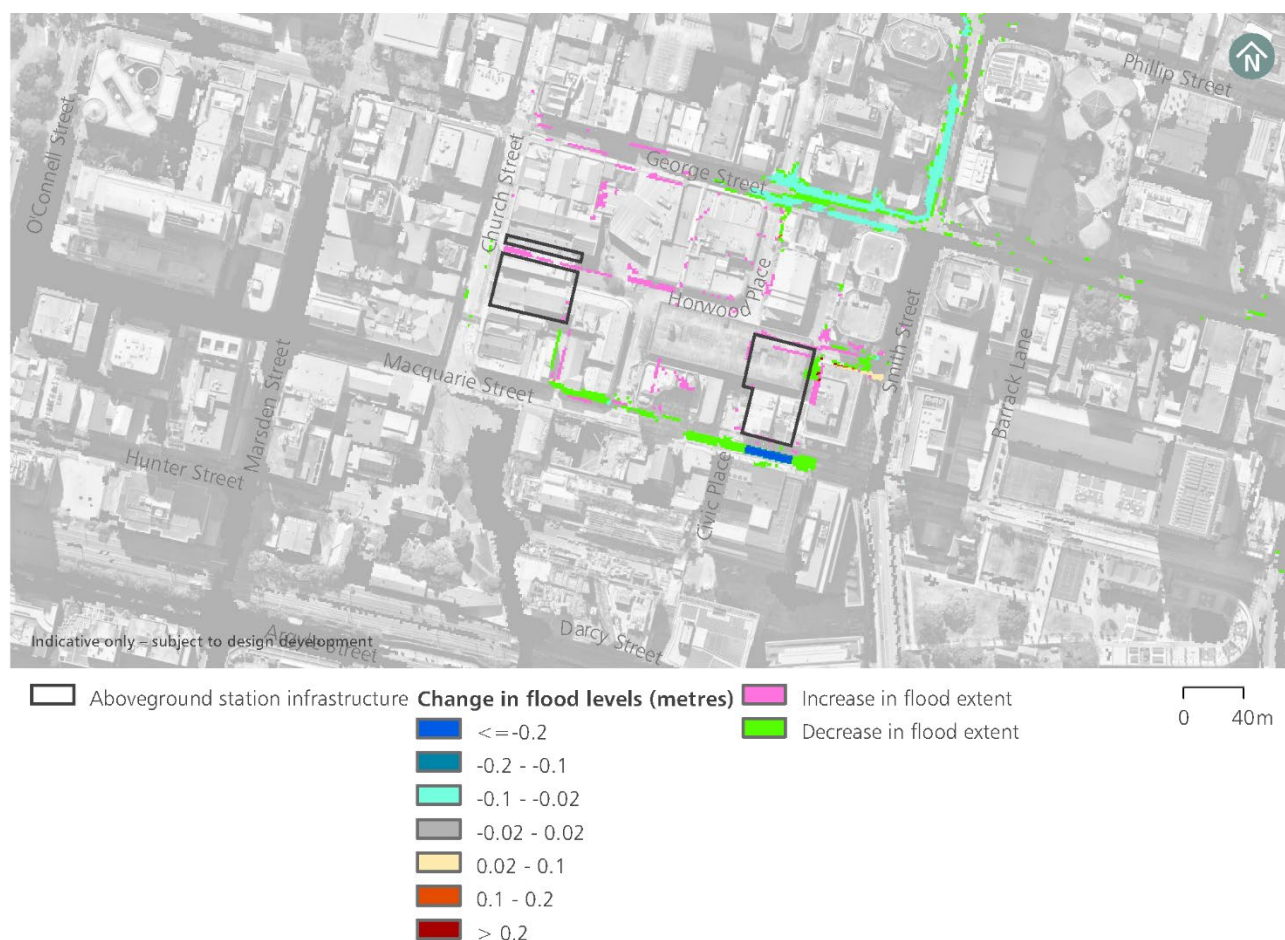 N
Phillip Street
O'Connell Street
Church Street
George Street
Horwood Place
Smith Street
Barrack Lane
Macquarie Street
Marsden Street
Hunter Street
Civic Place
Darcy Street
Argyle Street
Indicative only – subject to design development
Aboveground station infrastructure
Change in flood levels (metres)
<=-0.2
-0.2 - -0.1
-0.1 - -0.02
-0.02 - 0.02
0.02 - 0.1
0.1 - 0.2
> 0.2
Increase in flood extent
Decrease in flood extent
0 40m